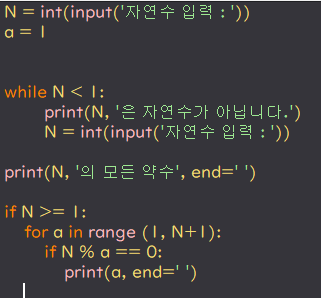 N = int(input('자연수 입력 : '))
a = 1
while N < 1:
print(N, '은 자연수가 아닙니다.')
N = int(input('자연수 입력 : '))
print(N, '의 모든 약수', end=' ')
if N >= 1:
for a in range (1, N+1):
if N % a == 0:
print(a, end=' ')